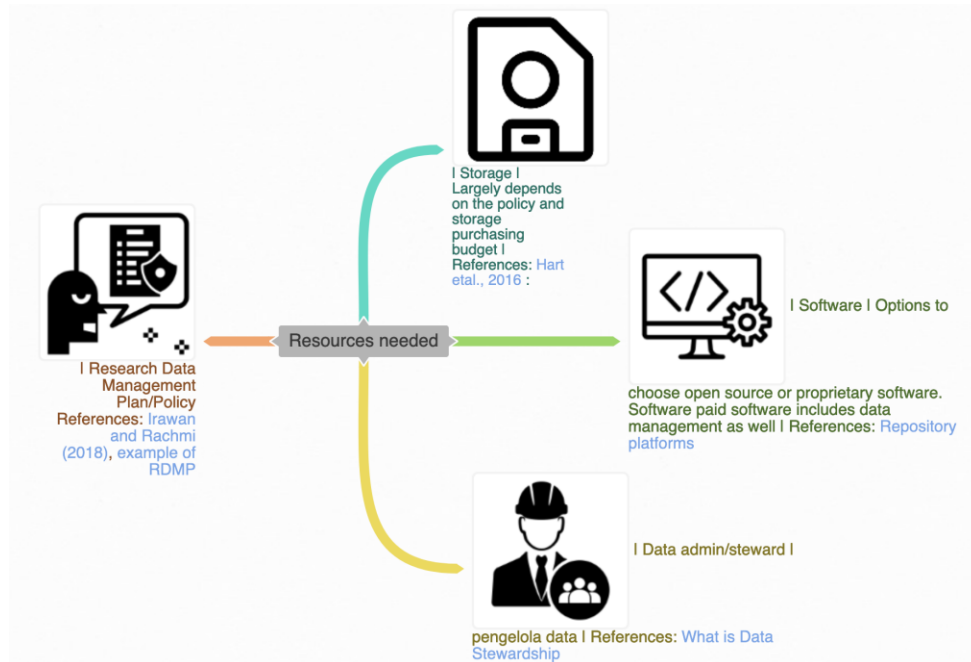 | Storage |
Largely depends
on the policy and
storage
purchasing
budget |
References: Hart
etal., 2016 :
| Software | Options to
choose open source or proprietary software.
Software paid software includes data
management as well | References: Repository
platforms
Resources needed
| Research Data
Management
Plan/Policy
References: Irawan
and Rachmi
(2018), example of
RDMP
| Data admin/steward |
pengelola data | References: What is Data
Stewardship